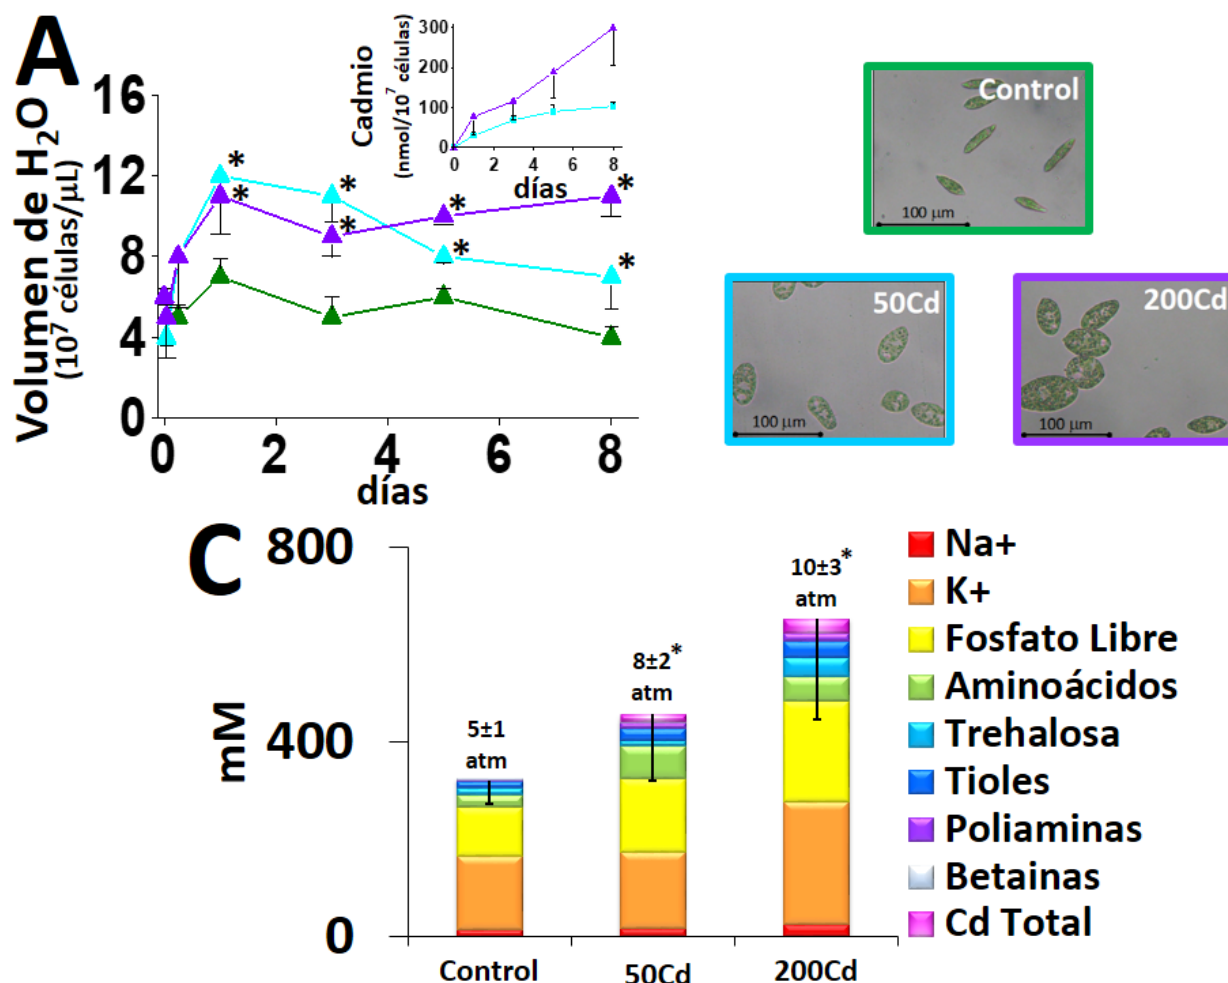 A
Volumen de H₂O
(10⁷ células/µL)
16
12
8
4
0
0 2 4 6 8
días
* * * * * * * *
Cadmio
(nmol/10⁷ células)
300
200
100
0
0 2 4 6 8
días
Control
100 µm
50Cd
100 µm
200Cd
100 µm
C
mM
800
400
0
5±1
atm
8±2*
atm
10±3*
atm
Control 50Cd 200Cd
Na+
K+
Fosfato Libre
Aminoácidos
Trehalosa
Tioles
Poliaminas
Betainas
Cd Total